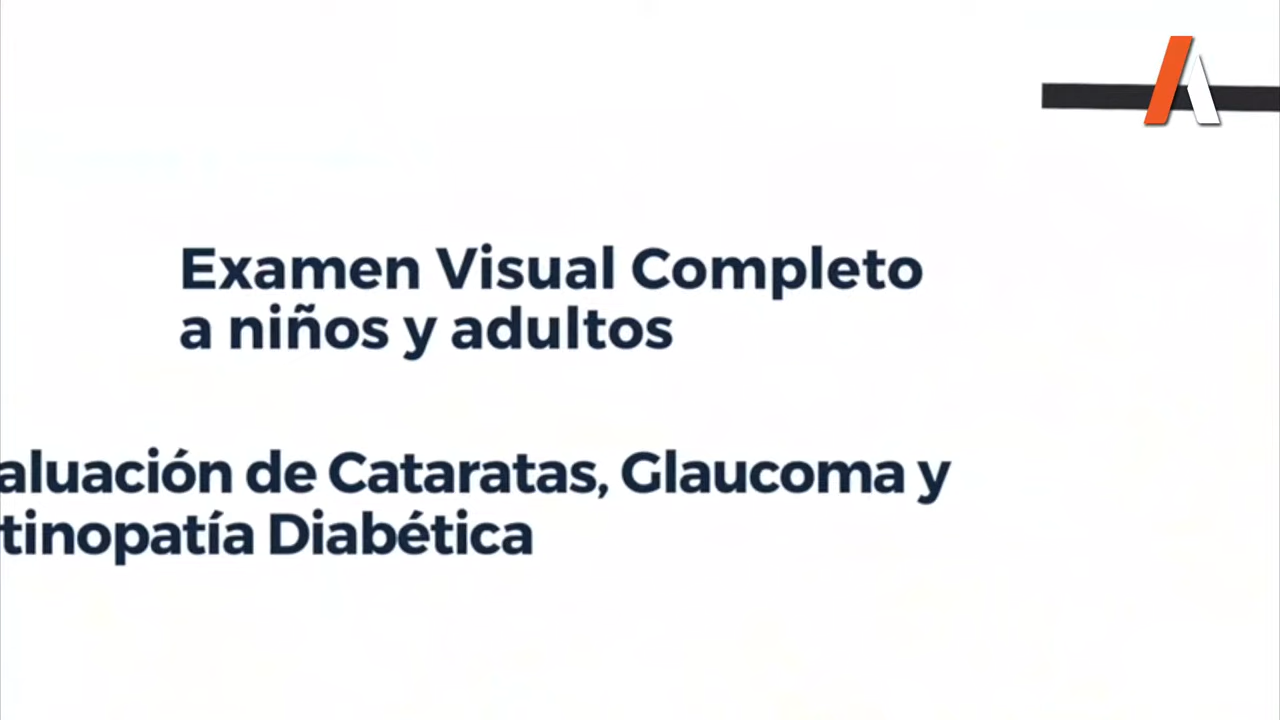 Examen Visual Completo
a niños y adultos
aluación de Cataratas, Glaucoma y
tinopatía Diabética